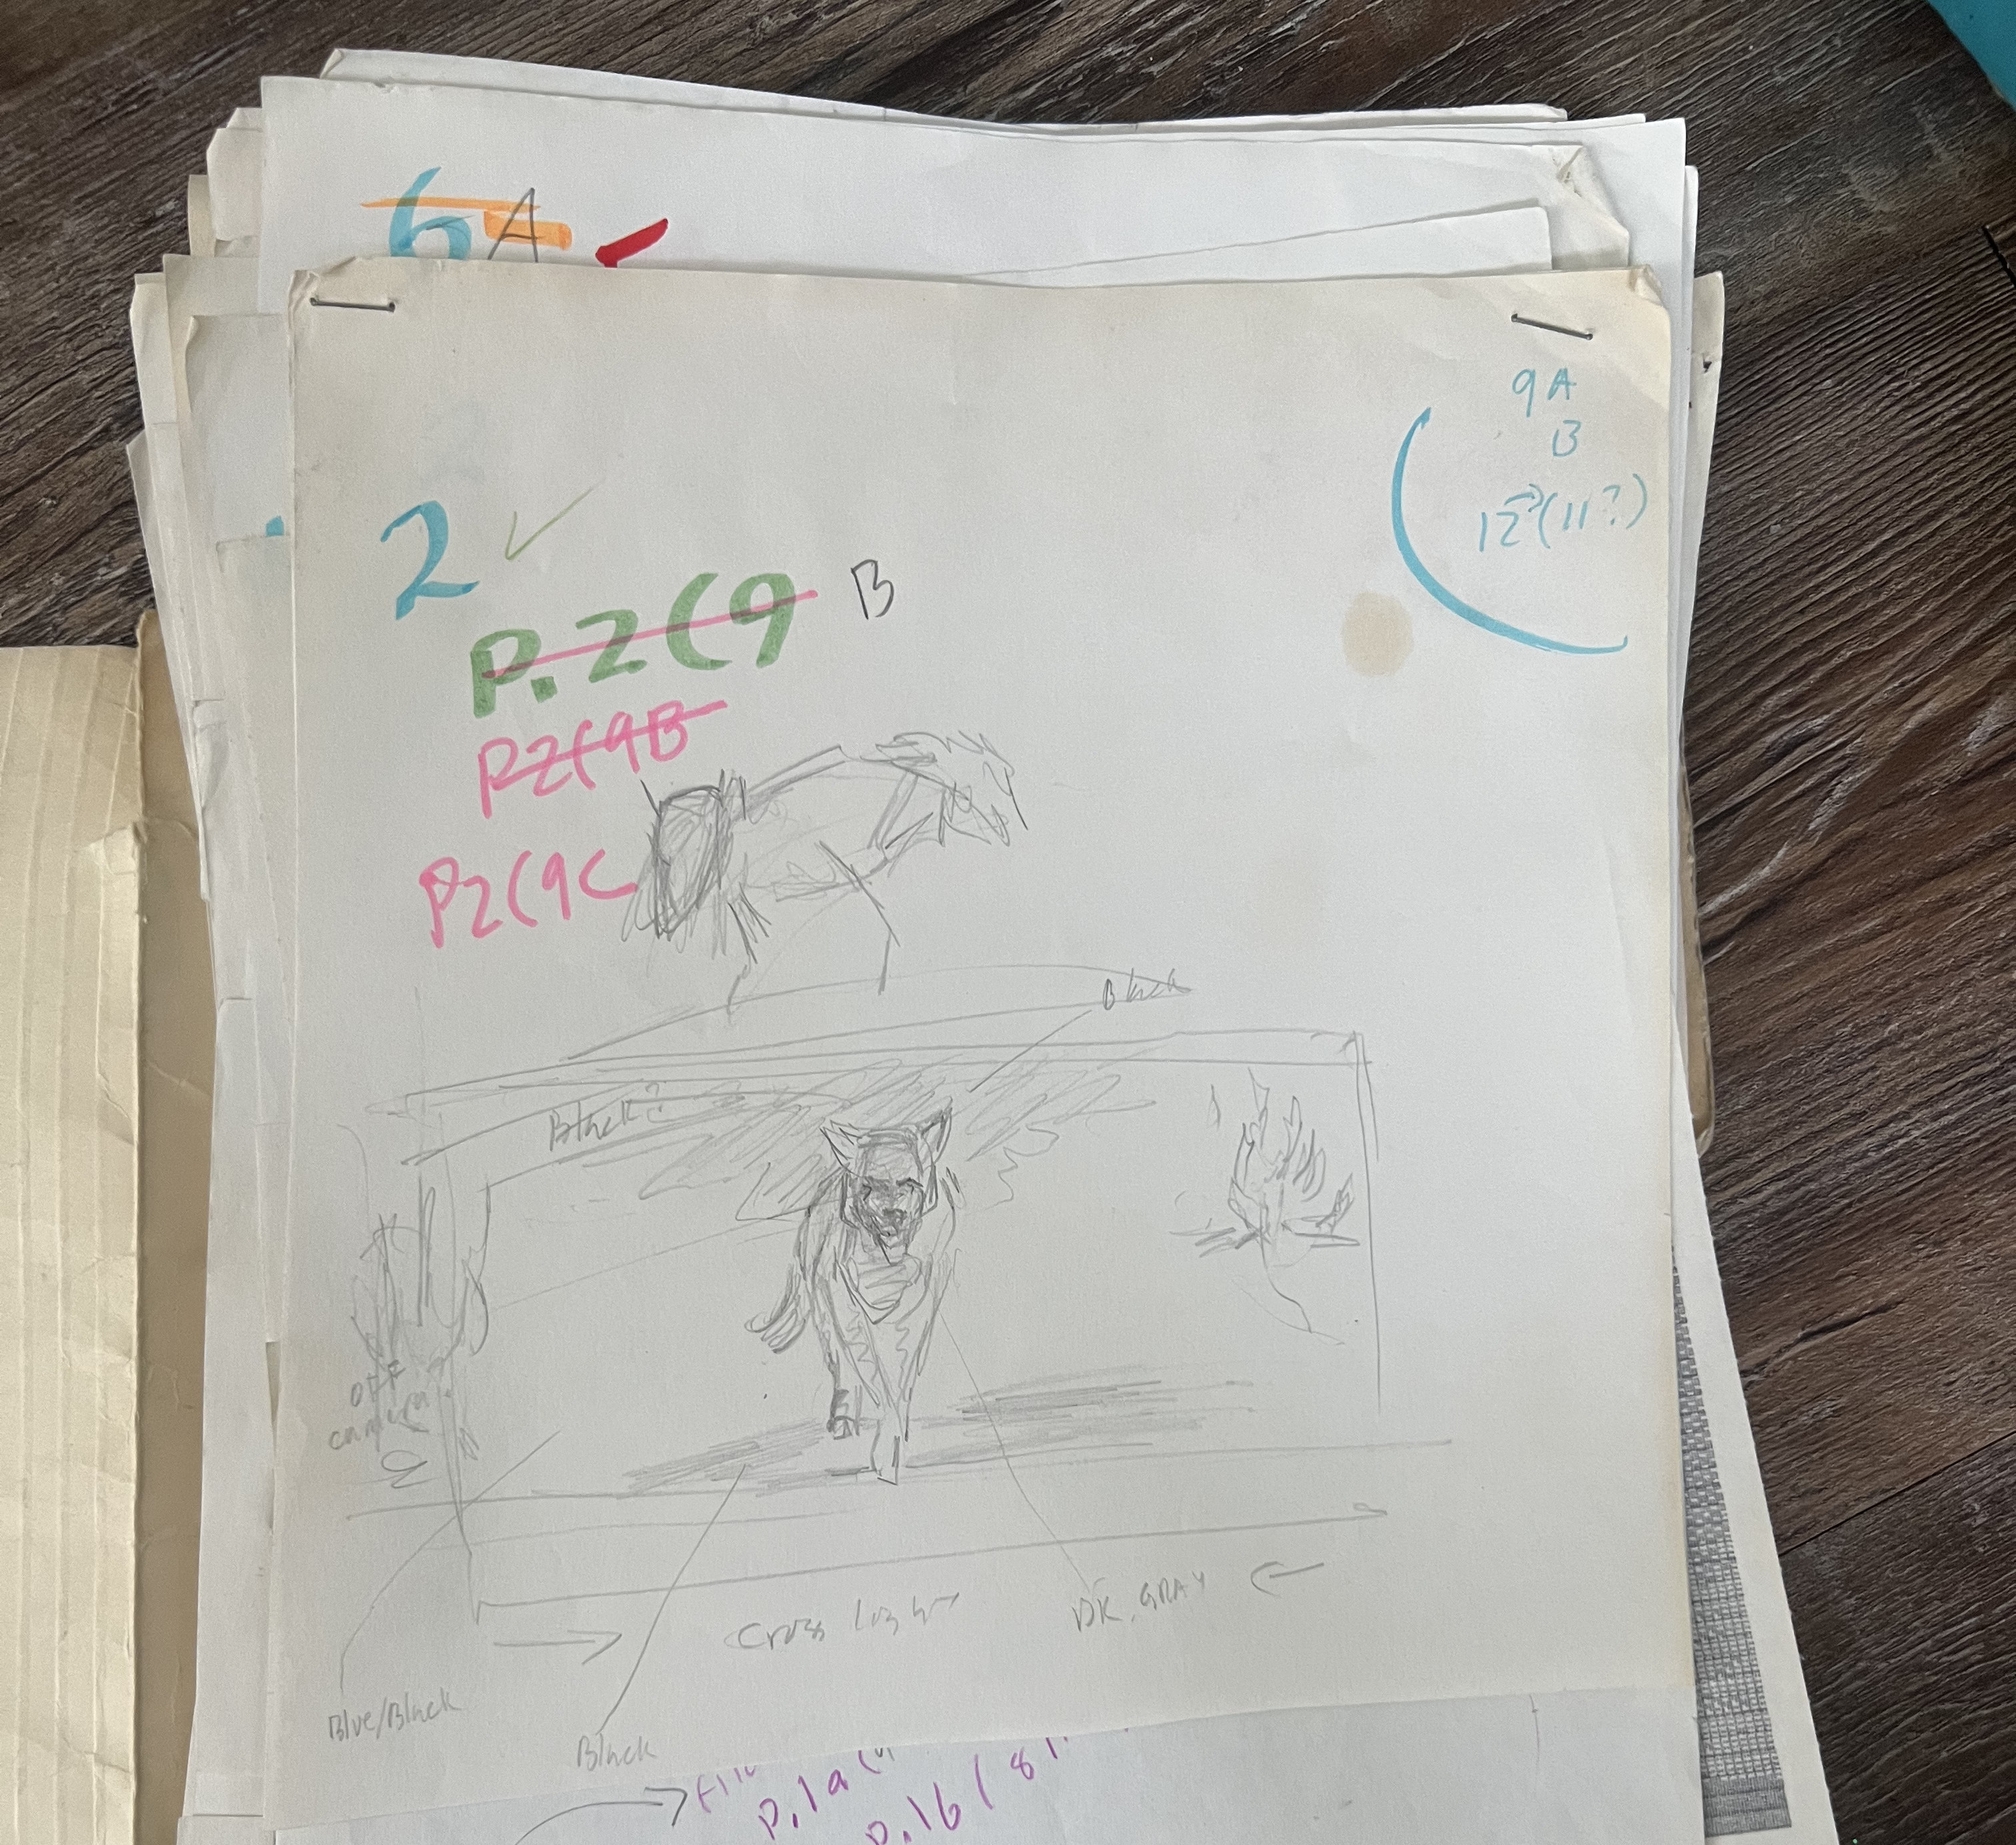 6A
9A
B
12 (11?)
2 ✓
P.2(9 B
P2(9B
P2(9C
Black
Black?
OFF
camera
DK. GRAY
Cross
Blue/Black
Black
P.1a
P.1b (8